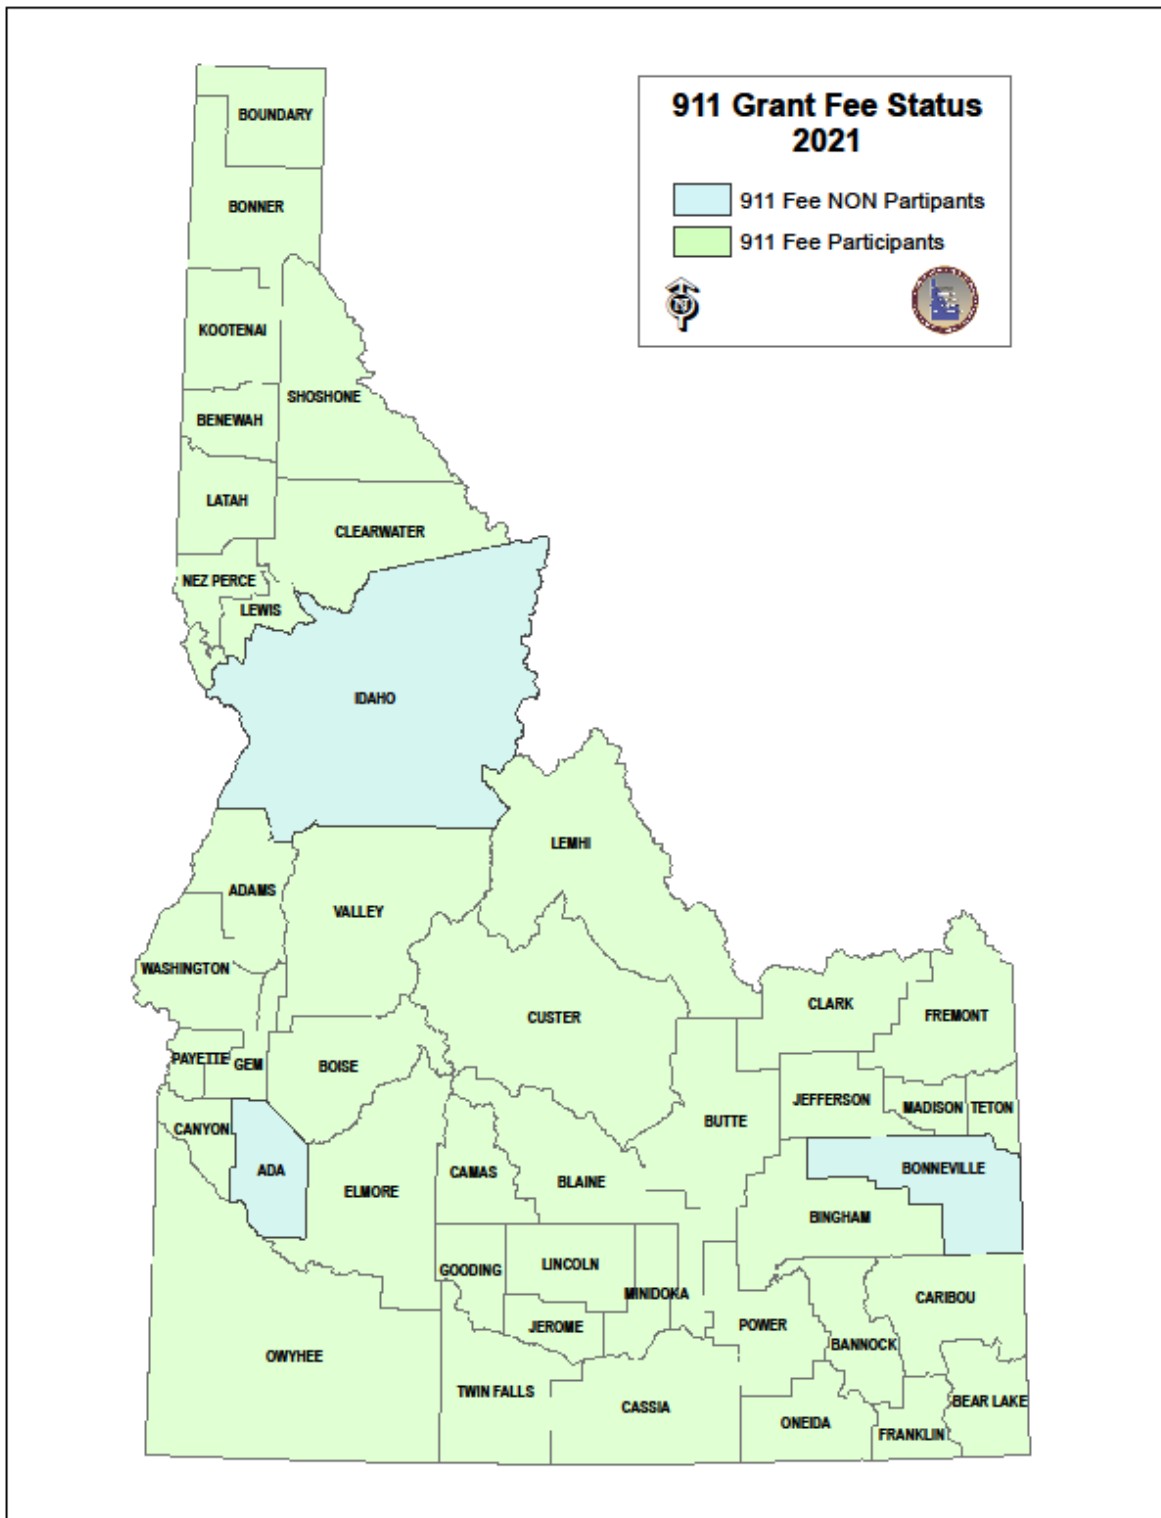 911 Grant Fee Status
2021
911 Fee NON Partipants
911 Fee Participants
N
BOUNDARY
BONNER
KOOTENAI
SHOSHONE
BENEWAH
LATAH
CLEARWATER
NEZ PERCE
LEWIS
IDAHO
LEMHI
ADAMS
VALLEY
WASHINGTON
CUSTER
CLARK
FREMONT
PAYETTE
GEM
BOISE
JEFFERSON
MADISON
TETON
BUTTE
CANYON
ADA
ELMORE
CAMAS
BLAINE
BONNEVILLE
BINGHAM
GOODING
LINCOLN
MINIDOKA
CARIBOU
JEROME
POWER
BANNOCK
OWYHEE
TWIN FALLS
CASSIA
BEAR LAKE
ONEIDA
FRANKLIN